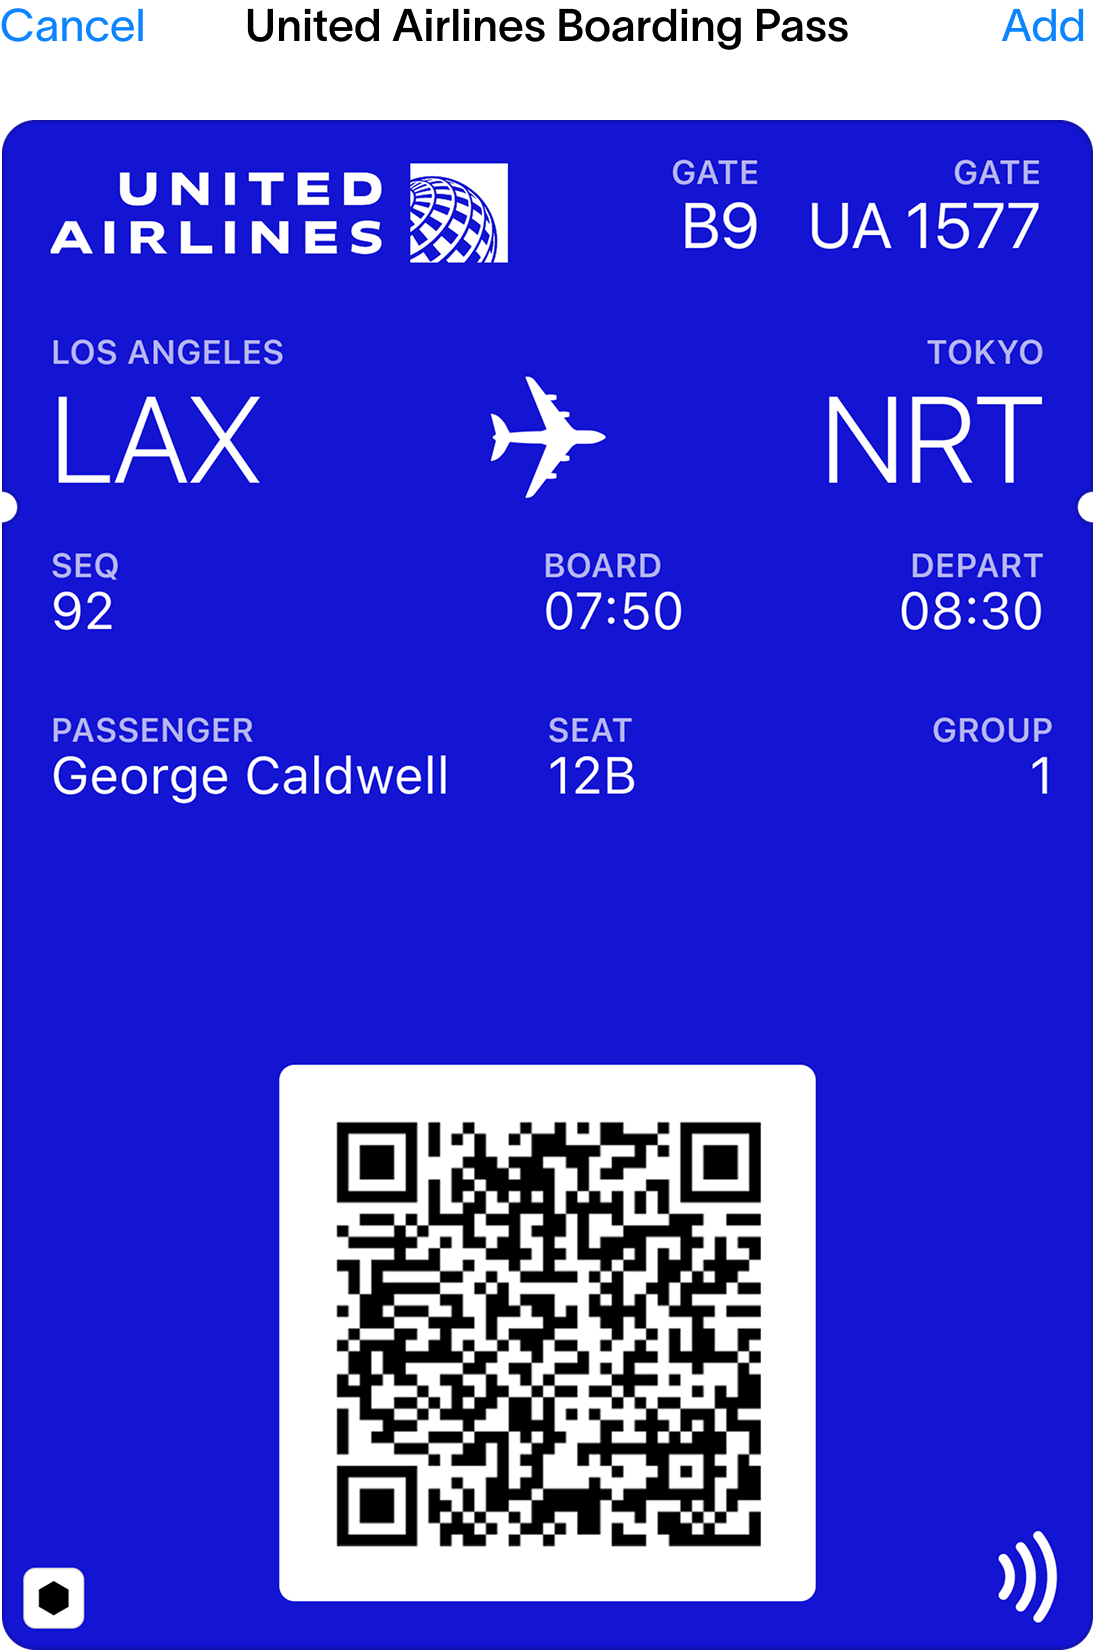 Cancel United Airlines Boarding Pass Add
UNITED
AIRLINES
GATE GATE
B9 UA 1577
LOS ANGELES TOKYO
LAX NRT
SEQ BOARD DEPART
92 07:50 08:30
PASSENGER SEAT GROUP
George Caldwell 12B 1